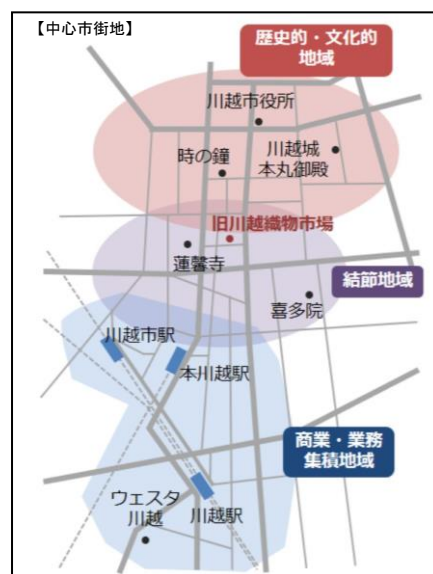 【中心市街地】
歴史的・文化的
地域
川越市役所
川越城
本丸御殿
時の鐘
旧川越織物市場
蓮馨寺
結節地域
喜多院
川越市駅
本川越駅
商業・業務
集積地域
ウェスタ
川越
川越駅